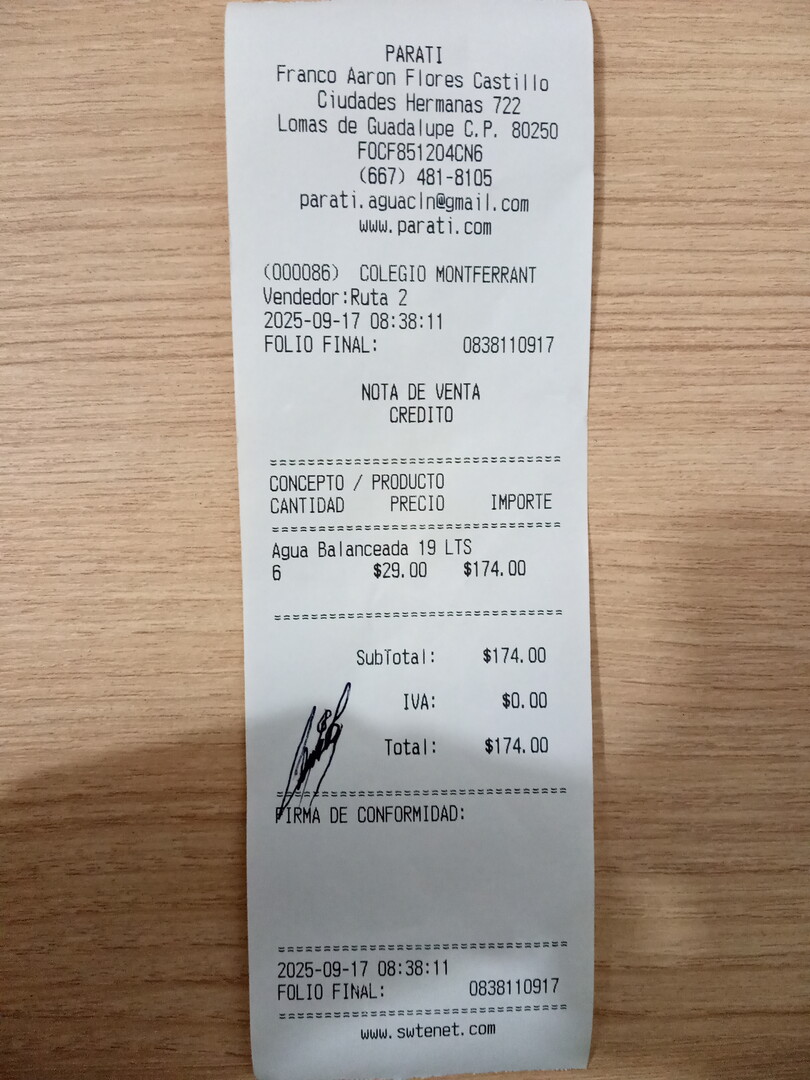 PARATI
Franco Aaron Flores Castillo
Ciudades Hermanas 722
Lomas de Guadalupe C.P. 80250
FOCF851204CN6
(667) 481-8105
parati.aguacln@gmail.com
www.parati.com
(000086) COLEGIO MONTFERRANT
Vendedor:Ruta 2
2025-09-17 08:38:11
FOLIO FINAL: 0838110917
NOTA DE VENTA
CREDITO
==============================
CONCEPTO / PRODUCTO
CANTIDAD PRECIO IMPORTE
==============================
Agua Balanceada 19 LTS
6 $29.00 $174.00
==============================
SubTotal: $174.00
IVA: $0.00
Total: $174.00
==============================
FIRMA DE CONFORMIDAD:
==============================
2025-09-17 08:38:11
FOLIO FINAL: 0838110917
==============================
www.swtenet.com